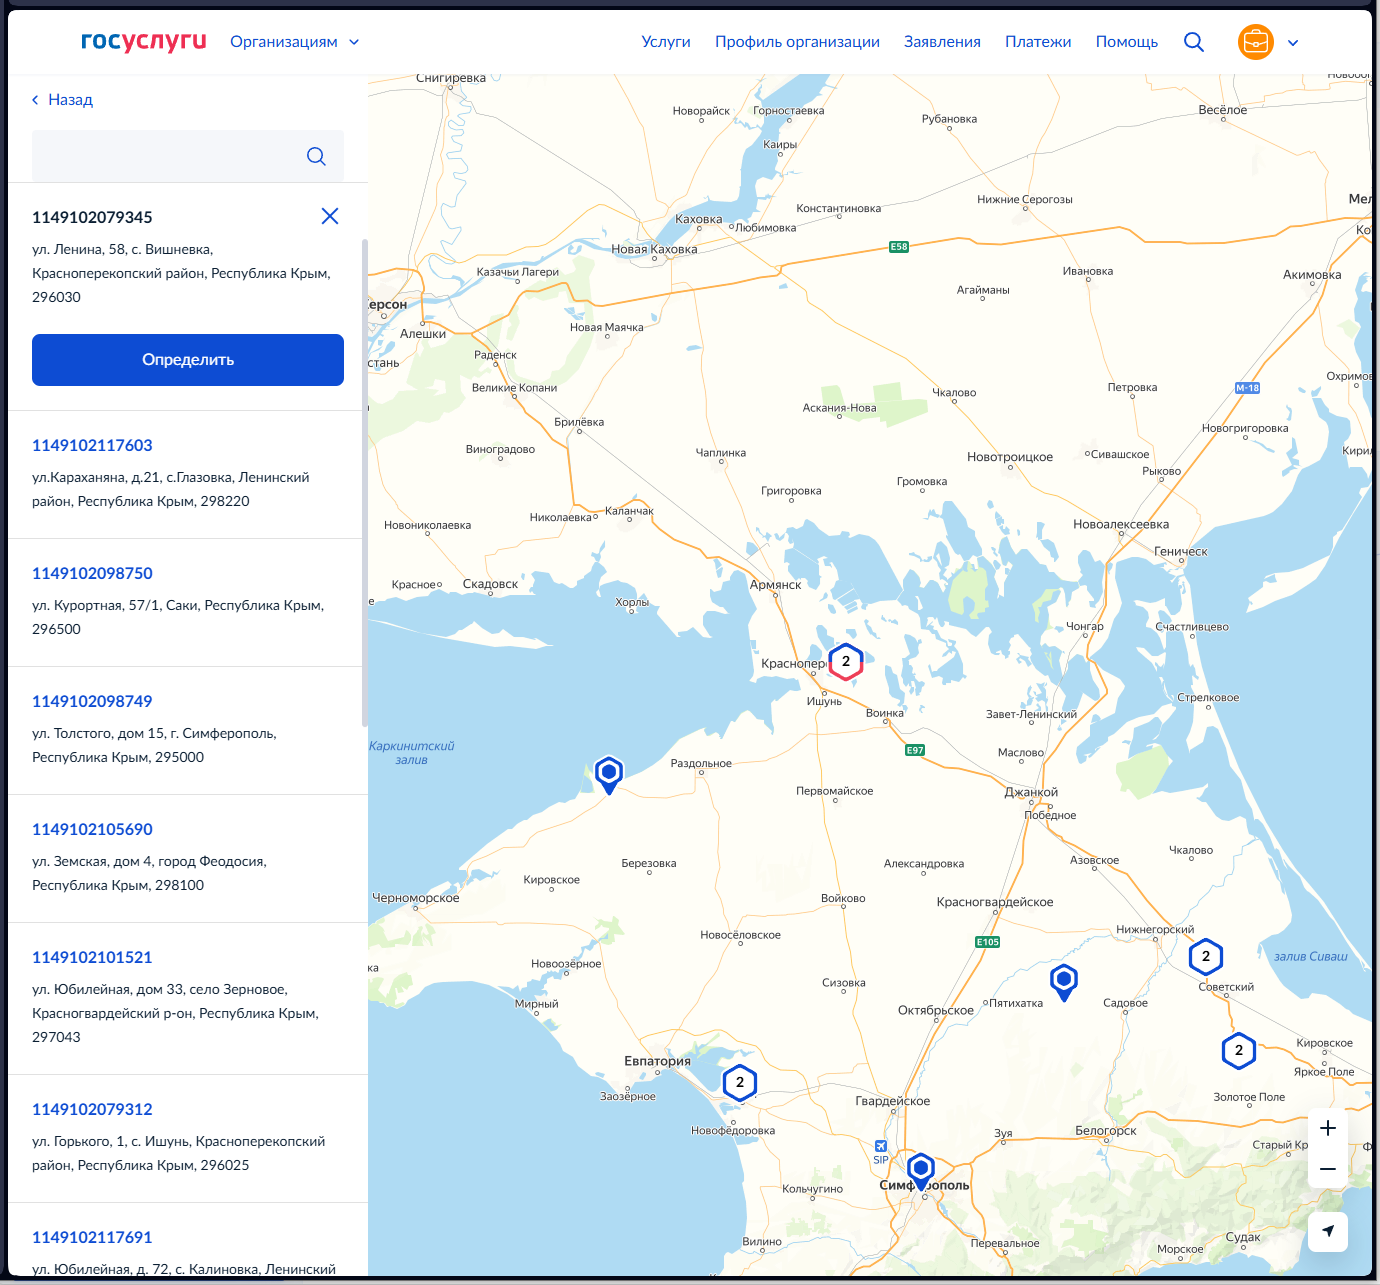 госуслуги Организациям Услуги Профиль организации Заявления Платежи Помощь
Назад
1149102079345
ул. Ленина, 58, с. Вишневка,
Красноперекопский район, Республика Крым,
296030
Определить
1149102117603
ул.Караханяна, д.21, с.Глазовка, Ленинский
район, Республика Крым, 298220
1149102098750
ул. Курортная, 57/1, Саки, Республика Крым,
296500
1149102098749
ул. Толстого, дом 15, г. Симферополь,
Республика Крым, 295000
1149102105690
ул. Земская, дом 4, город Феодосия,
Республика Крым, 298100
1149102101521
ул. Юбилейная, дом 33, село Зерновое,
Красногвардейский р-он, Республика Крым,
297043
1149102079312
ул. Горького, 1, с. Ишунь, Красноперекопский
район, Республика Крым, 296025
1149102117691
ул. Юбилейная, д. 72, с. Калиновка, Ленинский
Снигирёвка
Новорайск
Горностаевка
Весёлое
Рубановка
Каиры
Нижние Серогозы
Константиновка
Каховка
Любимовка
Новая Каховка
E58
Казачьи Лагери
Ивановка
Акимовка
Агайманы
Алешки
Новая Маячка
Раденск
Великие Копани
Чкалово
Петровка
М-18
Аскания-Нова
Брилёвка
Новогригоровка
Виноградово
Чаплинка
Новотроицкое
Сивашское
Рыково
Громовка
Григоровка
Николаевка
Каланчак
Новониколаевка
Новоалексеевка
Геническ
Красное
Скадовск
Армянск
Хорлы
Чонгар
Счастливцево
2
Ишунь
Стрелковое
Воинка
Завет-Ленинский
Каркинитский
залив
E97
Маслово
Раздольное
Первомайское
Джанкой
Победное
Чкалово
Березовка
Александровка
Азовское
Кировское
Черноморское
Войково
Красногвардейское
Новосёловское
E105
Нижнегорский
2
залив Сиваш
Новоозёрное
Сизовка
Советский
Мирный
Октябрьское
Пятихатка
Садовое
Кировское
2
Евпатория
Яркое Поле
2
Заозёрное
Гвардейское
Золотое Поле
Новофёдоровка
Зуя
Белогорск
SIP
Симферополь
Кольчугино
Вилино
Перевальное
Морское
Судак